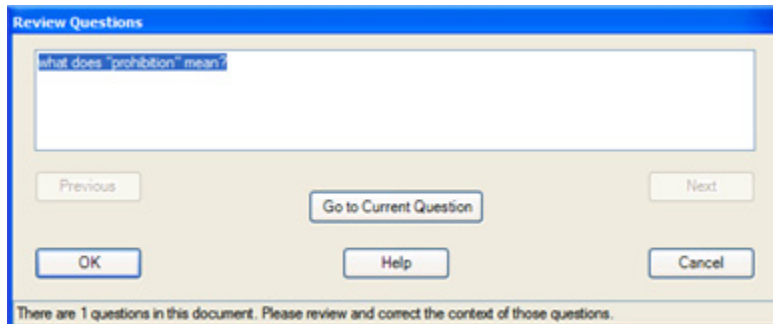 Review Questions
what does "prohibition" mean?
Previous
Next
Go to Current Question
OK
Help
Cancel
There are 1 questions in this document. Please review and correct the context of those questions.